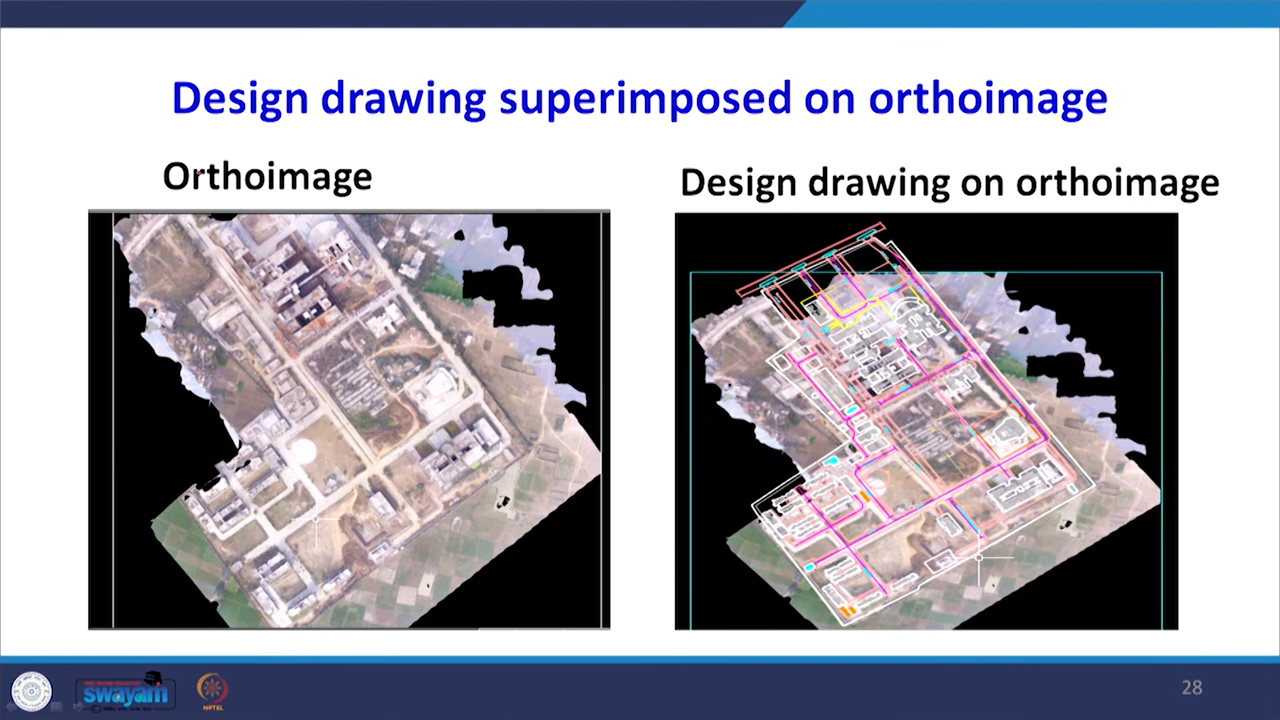 Design drawing superimposed on orthoimage
Orthoimage
Design drawing on orthoimage
28
swayam
NPTEL